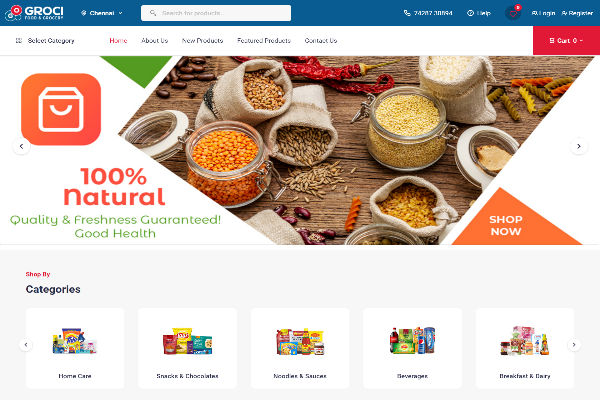 GROCI
FOOD & GROCERY
Chennai
Search for products...
74287 30894
Help
0
Login
Register
Select Category
Home
About Us
New Products
Featured Products
Contact Us
Cart 0
100%
Natural
Quality & Freshness Guaranteed!
Good Health
SHOP
NOW
Shop By
Categories
Home Care
Snacks & Chocolates
Noodles & Sauces
Beverages
Breakfast & Dairy